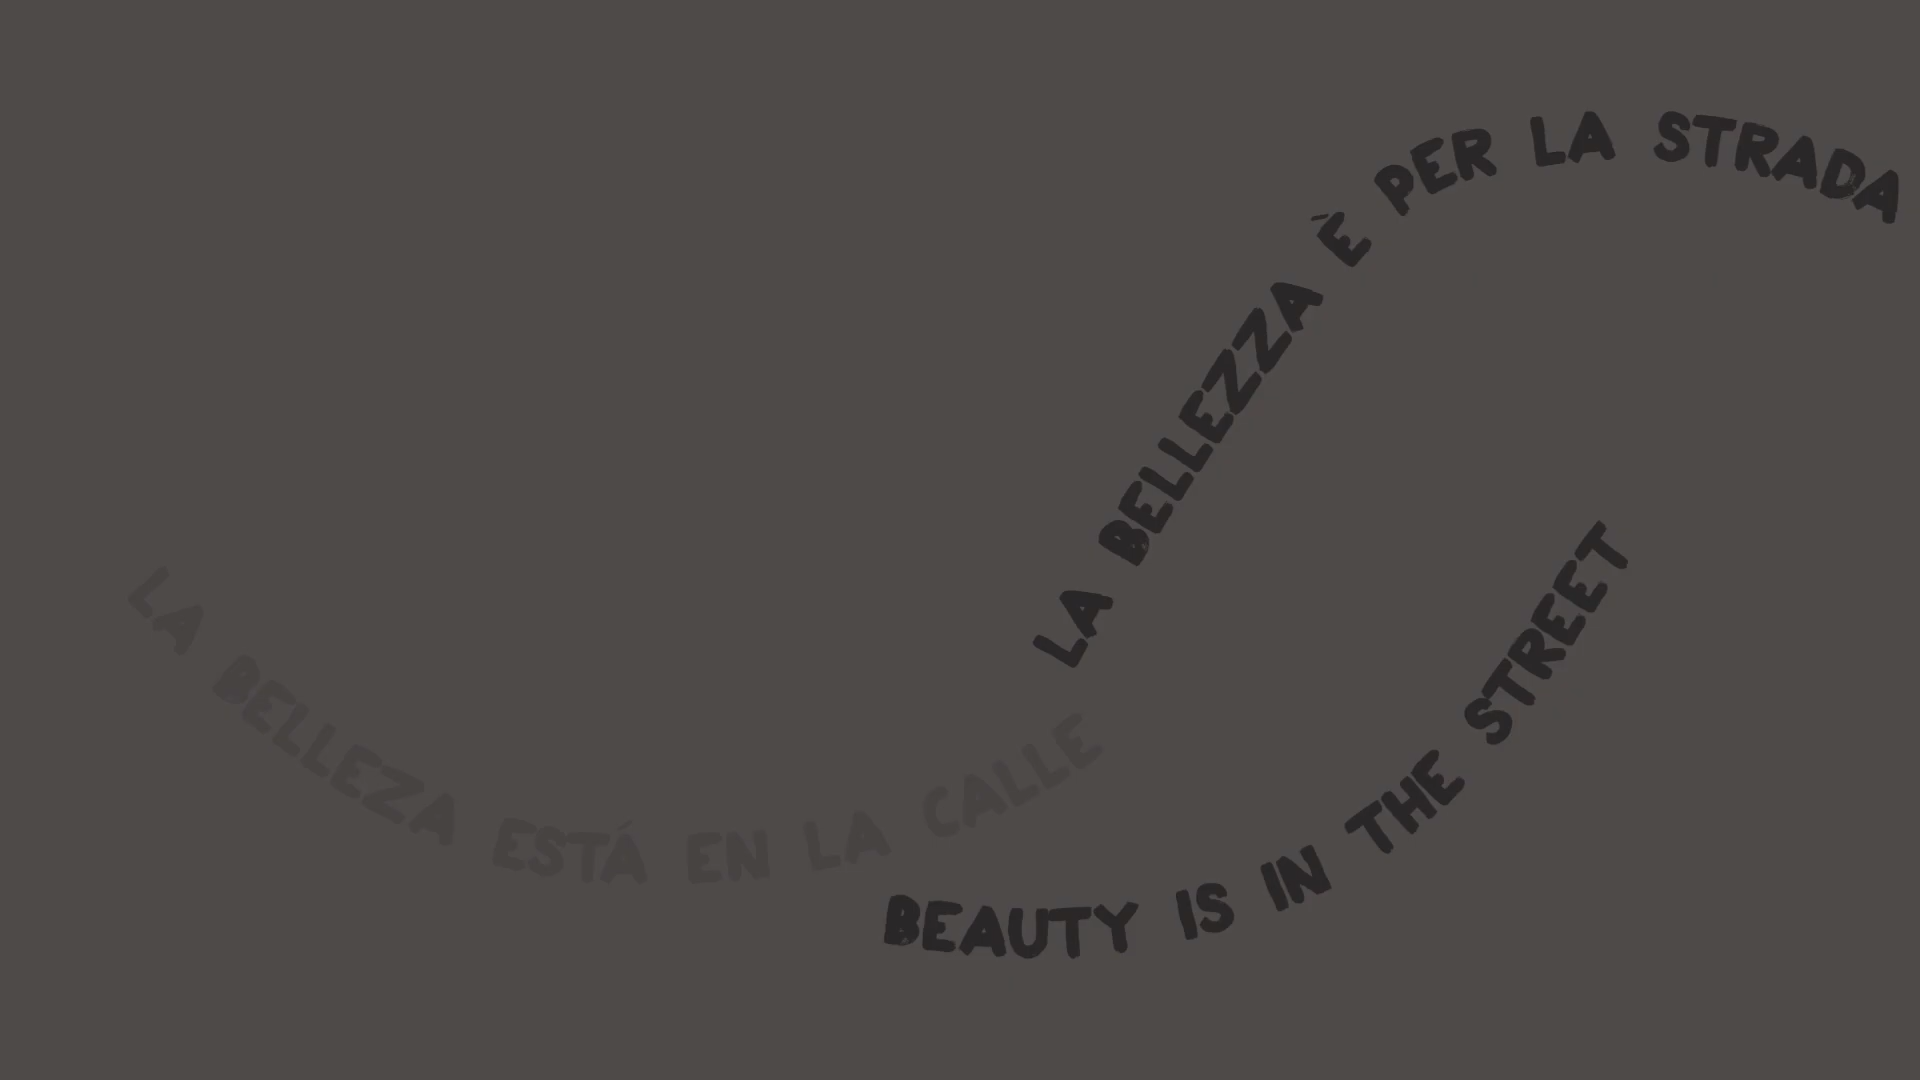 LA BELLEZZA È PER LA STRADA
LA BELLEZA ESTÁ EN LA CALLE
BEAUTY IS IN THE STREET